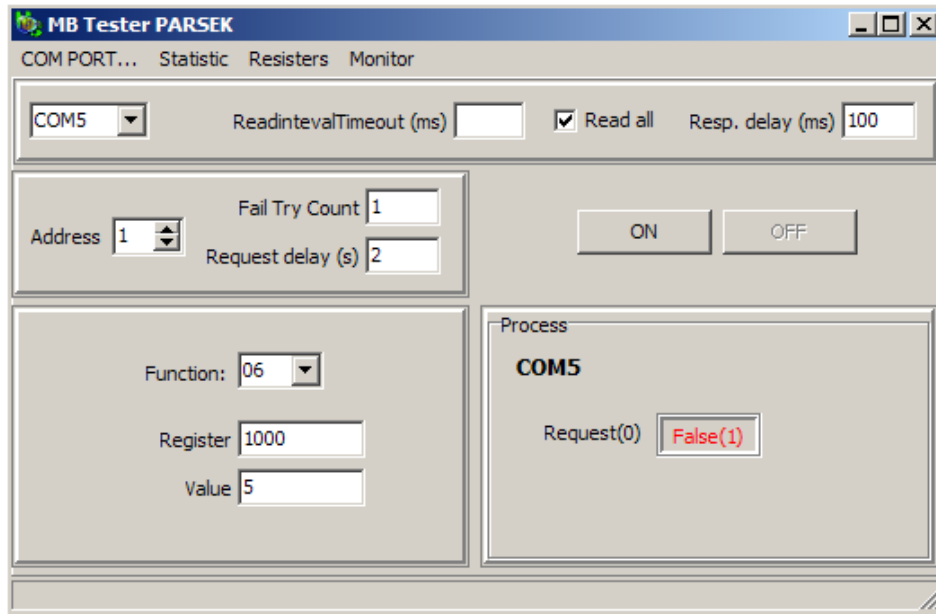 MB Tester PARSEK
COM PORT... Statistic Resisters Monitor
COM5 ReadintevalTimeout (ms) Read all Resp. delay (ms) 100
Fail Try Count 1
Address 1
Request delay (s) 2
ON OFF
Function: 06
Register 1000
Value 5
Process
COM5
Request(0) False(1)